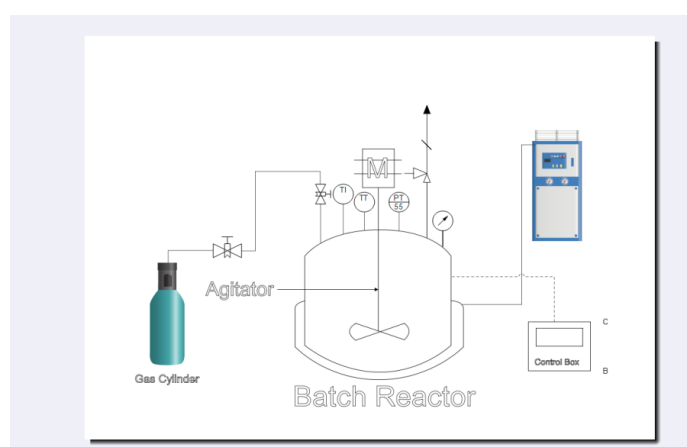 M
TI
TT
PT
55
Agitator
C
Control Box
B
Gas Cylinder
Batch Reactor